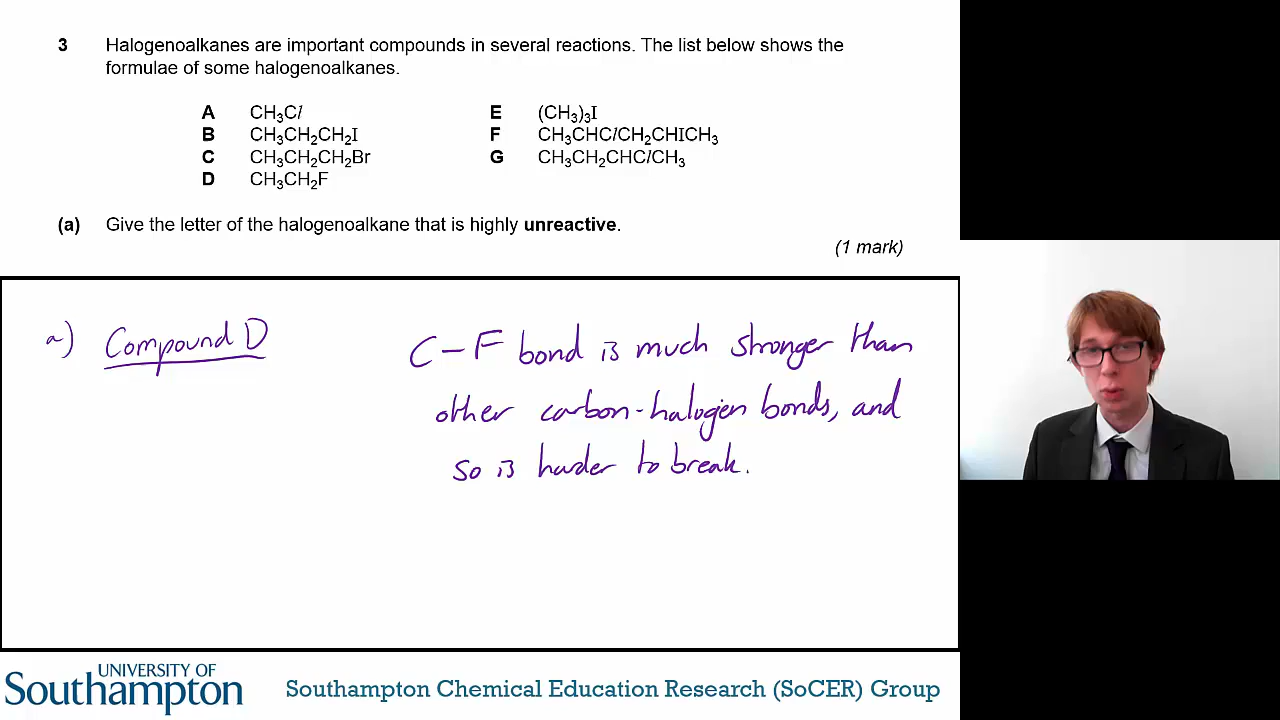 3 Halogenoalkanes are important compounds in several reactions. The list below shows the
formulae of some halogenoalkanes.
A CH₃Cl E (CH₃)₃I
B CH₃CH₂CH₂I F CH₃CHClCH₂CHICH₃
C CH₃CH₂CH₂Br G CH₃CH₂CHClCH₃
D CH₃CH₂F
(a) Give the letter of the halogenoalkane that is highly unreactive.
(1 mark)
a) Compound D
C–F bond is much stronger than
other carbon-halogen bonds, and
so is harder to break.
UNIVERSITY OF
Southampton
Southampton Chemical Education Research (SoCER) Group